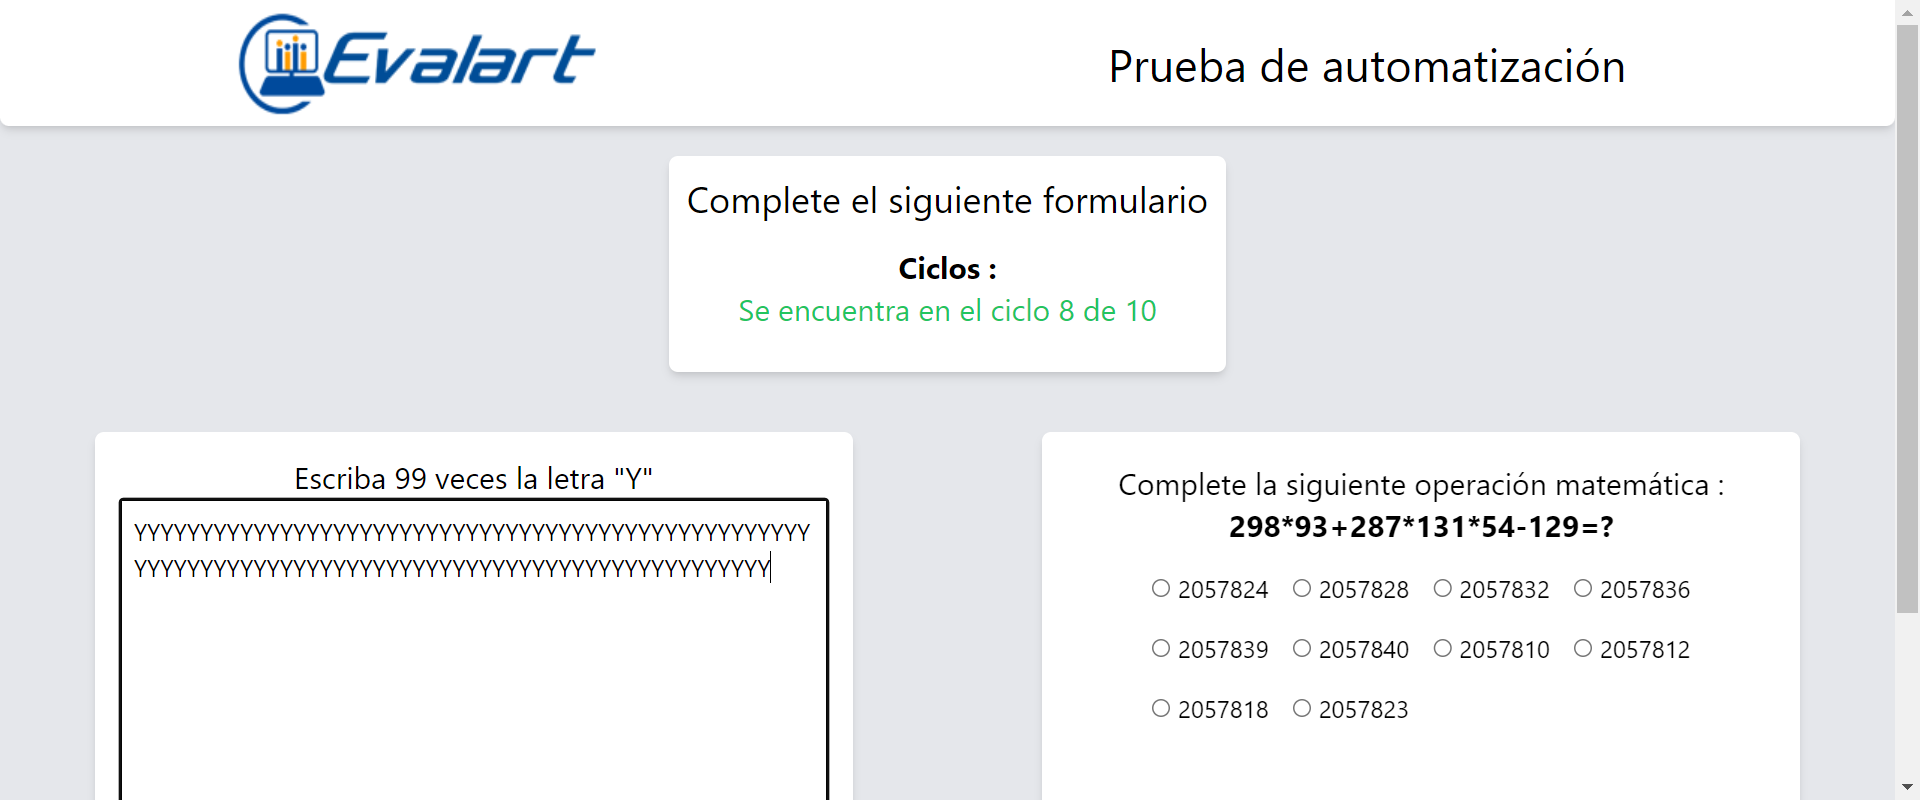 Evalart
Prueba de automatización
Complete el siguiente formulario
Ciclos :
Se encuentra en el ciclo 8 de 10
Escriba 99 veces la letra "Y"
YYYYYYYYYYYYYYYYYYYYYYYYYYYYYYYYYYYYYYYYYYYYYYYYYYY
YYYYYYYYYYYYYYYYYYYYYYYYYYYYYYYYYYYYYYYYYYYYYYYY
Complete la siguiente operación matemática :
298*93+287*131*54-129=?
2057824 2057828 2057832 2057836
2057839 2057840 2057810 2057812
2057818 2057823